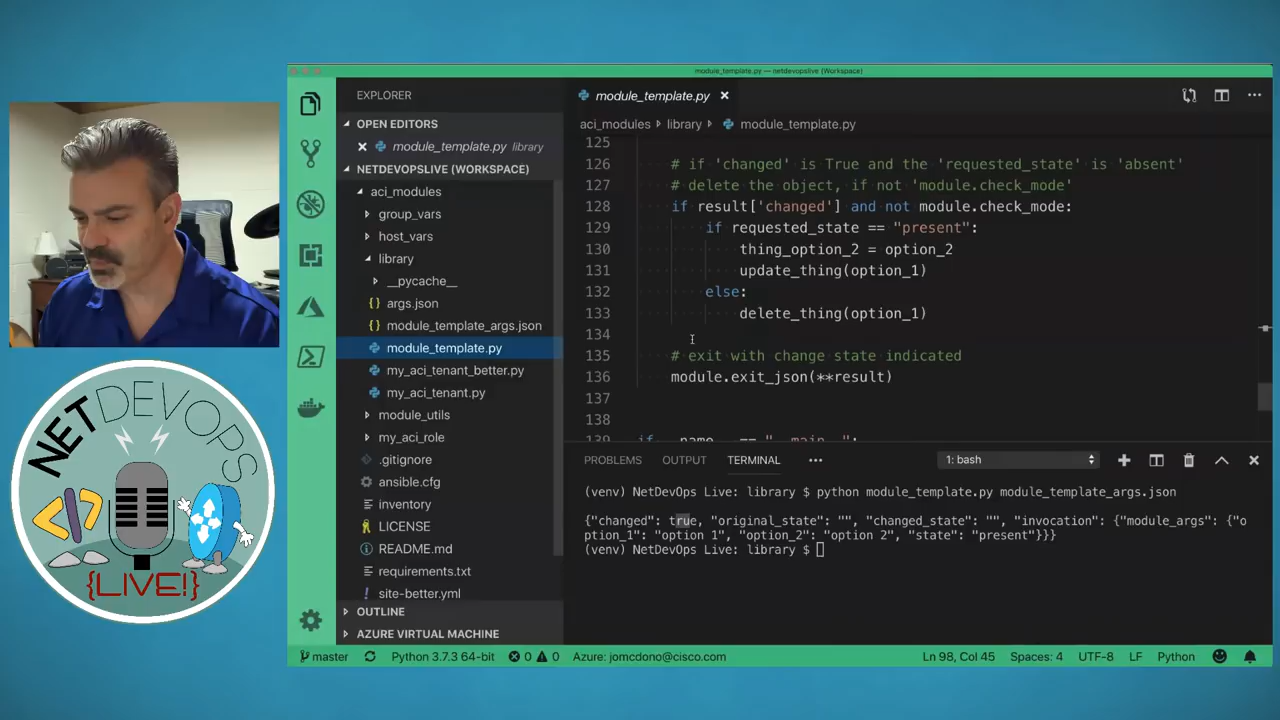 module_template.py — netdevopslive (Workspace)
EXPLORER
OPEN EDITORS
module_template.py library
NETDEVOPSLIVE (WORKSPACE)
aci_modules
group_vars
host_vars
library
__pycache__
{} args.json
{} module_template_args.json
module_template.py
my_aci_tenant_better.py
my_aci_tenant.py
module_utils
my_aci_role
.gitignore
ansible.cfg
inventory
LICENSE
README.md
requirements.txt
! site-better.yml
OUTLINE
AZURE VIRTUAL MACHINE
module_template.py
aci_modules > library > module_template.py
125
126 # if 'changed' is True and the 'requested_state' is 'absent'
127 # delete the object, if not 'module.check_mode'
128 if result['changed'] and not module.check_mode:
129 if requested_state == "present":
130 thing_option_2 = option_2
131 update_thing(option_1)
132 else:
133 delete_thing(option_1)
134
135 # exit with change state indicated
136 module.exit_json(**result)
137
138
139 if __name__ == "__main__":
PROBLEMS OUTPUT TERMINAL ••• 1: bash
(venv) NetDevOps Live: library $ python module_template.py module_template_args.json
{"changed": true, "original_state": "", "changed_state": "", "invocation": {"module_args": {"o
ption_1": "option 1", "option_2": "option 2", "state": "present"}}}
(venv) NetDevOps Live: library $
master Python 3.7.3 64-bit 0 0 Azure: jomcdono@cisco.com Ln 98, Col 45 Spaces: 4 UTF-8 LF Python
NETDEVOPS
</>
{LIVE!}